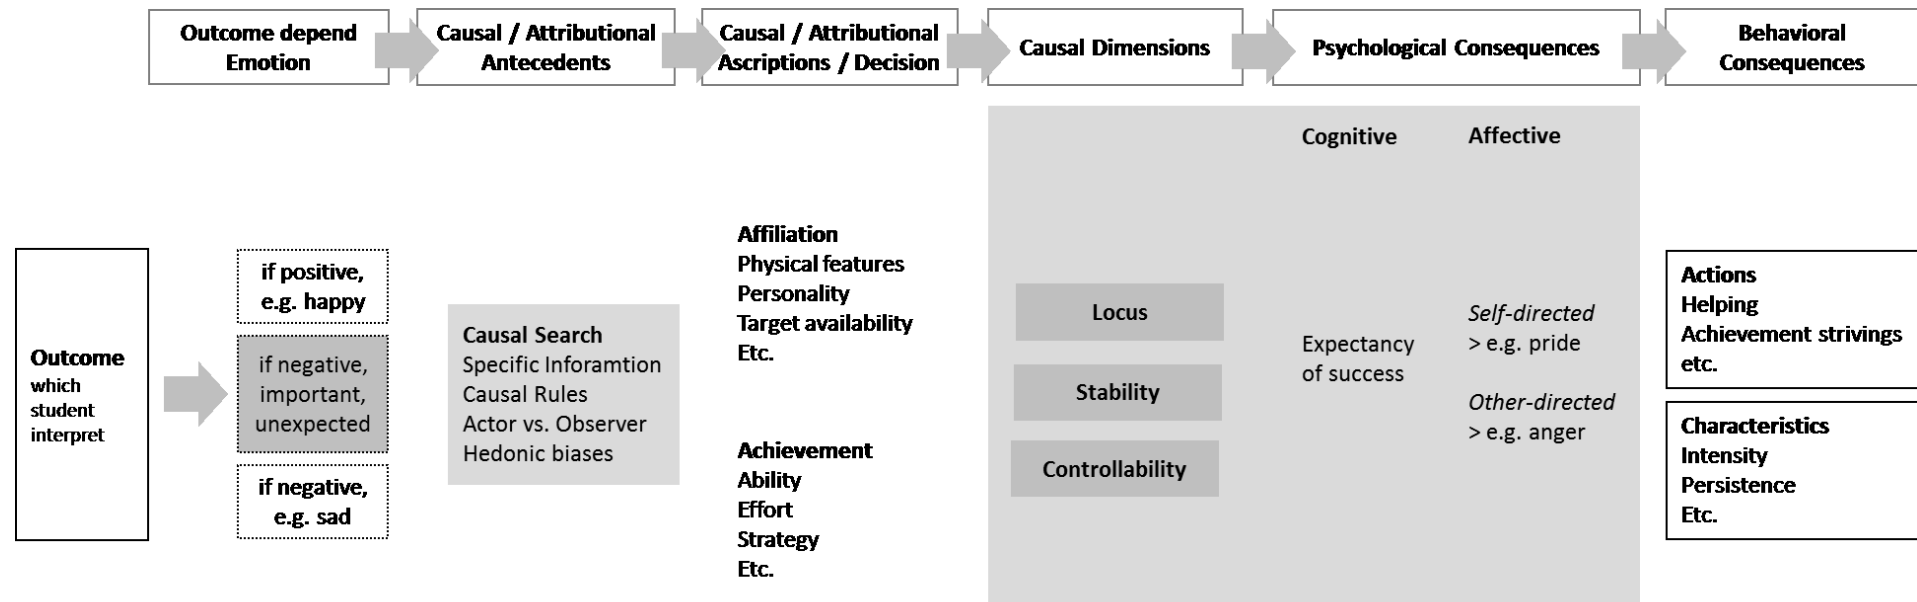 Outcome depend
Emotion
Causal / Attributional
Antecedents
Causal / Attributional
Ascriptions / Decision
Causal Dimensions
Psychological Consequences
Behavioral
Consequences
Outcome
which
student
interpret
if positive,
e.g. happy
if negative,
important,
unexpected
if negative,
e.g. sad
Causal Search
Specific Inforamtion
Causal Rules
Actor vs. Observer
Hedonic biases
Affiliation
Physical features
Personality
Target availability
Etc.
Achievement
Ability
Effort
Strategy
Etc.
Locus
Stability
Controllability
Cognitive
Expectancy
of success
Affective
Self-directed
> e.g. pride
Other-directed
> e.g. anger
Actions
Helping
Achievement strivings
etc.
Characteristics
Intensity
Persistence
Etc.